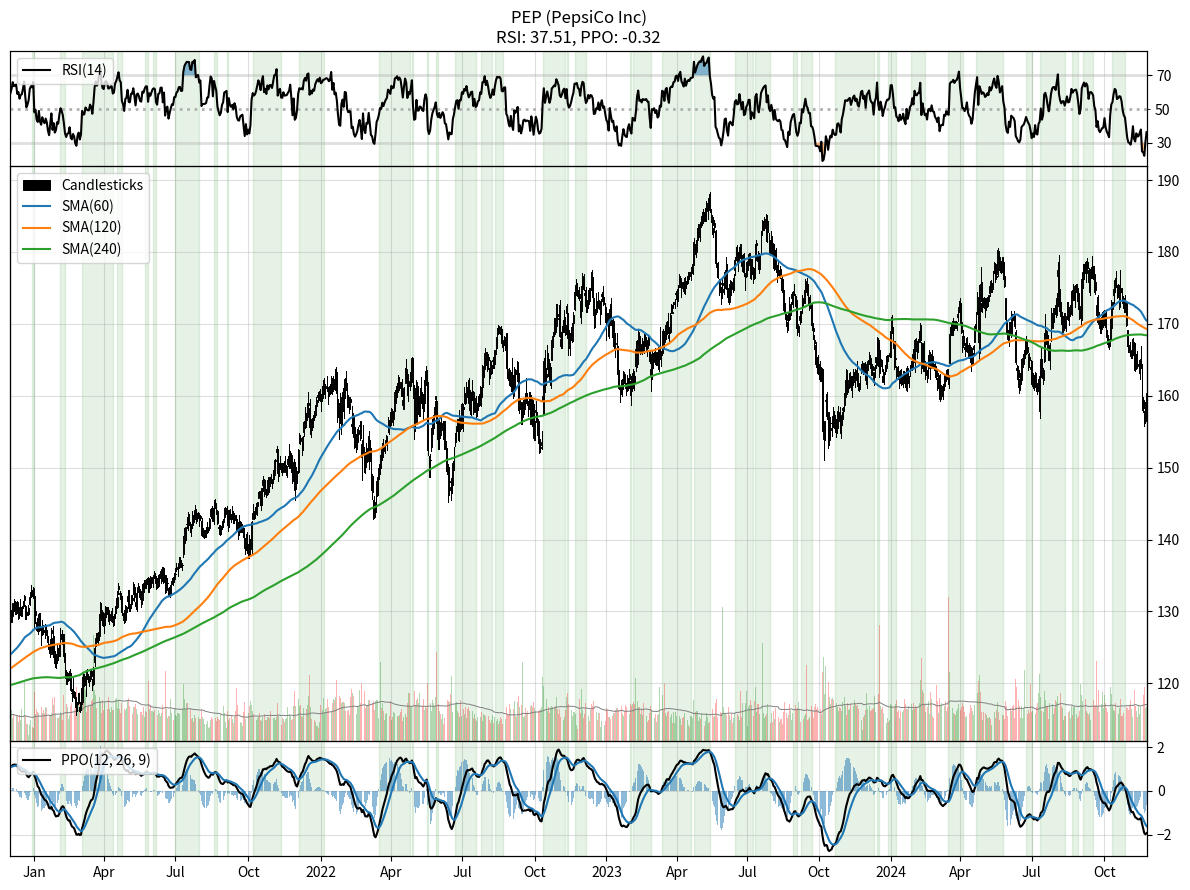 PEP (PepsiCo Inc)
RSI: 37.51, PPO: -0.32
RSI(14)
70
50
30
Candlesticks
SMA(60)
SMA(120)
SMA(240)
190
180
170
160
150
140
130
120
PPO(12, 26, 9)
2
0
−2
Jan Apr Jul Oct 2022 Apr Jul Oct 2023 Apr Jul Oct 2024 Apr Jul Oct